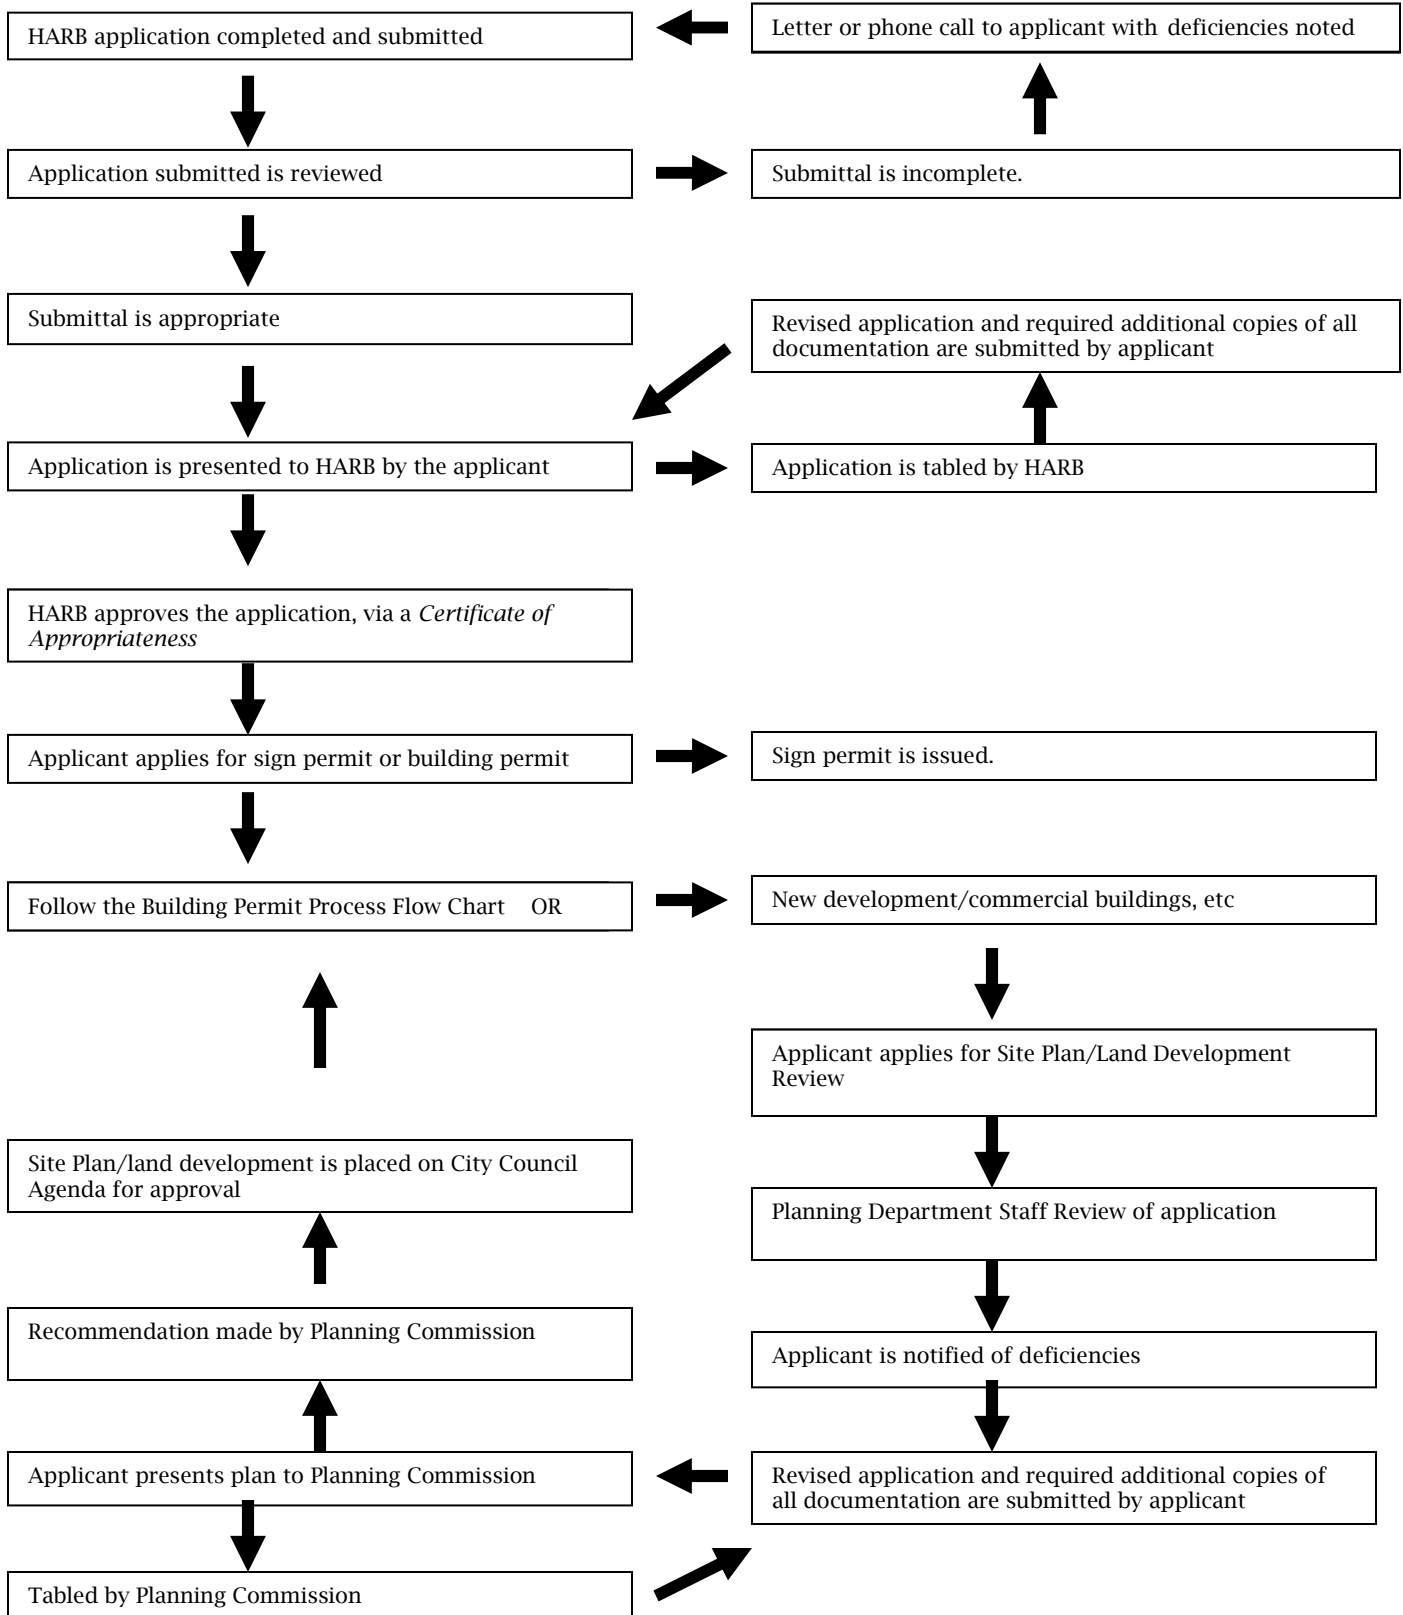 HARB application completed and submitted
Letter or phone call to applicant with deficiencies noted
Application submitted is reviewed
Submittal is incomplete.
Submittal is appropriate
Revised application and required additional copies of all
documentation are submitted by applicant
Application is presented to HARB by the applicant
Application is tabled by HARB
HARB approves the application, via a Certificate of
Appropriateness
Applicant applies for sign permit or building permit
Sign permit is issued.
Follow the Building Permit Process Flow Chart OR
New development/commercial buildings, etc
Applicant applies for Site Plan/Land Development
Review
Site Plan/land development is placed on City Council
Agenda for approval
Planning Department Staff Review of application
Recommendation made by Planning Commission
Applicant is notified of deficiencies
Applicant presents plan to Planning Commission
Revised application and required additional copies of
all documentation are submitted by applicant
Tabled by Planning Commission